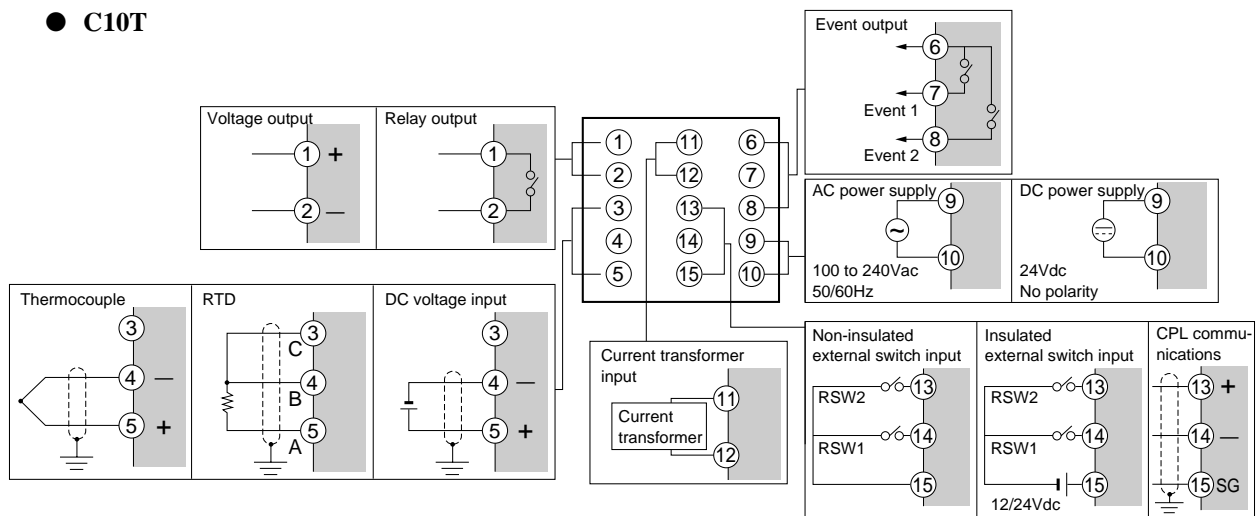 ● C10T
Event output
6
7
Event 1
8
Event 2
Voltage output
1 +
2 −
Relay output
1
2
1 11 6
2 12 7
3 13 8
4 14 9
5 15 10
AC power supply
9
~
10
100 to 240Vac
50/60Hz
DC power supply
9
10
24Vdc
No polarity
Thermocouple
3
4 −
5 +
RTD
3
C
4
B
5
A
DC voltage input
3
4 −
5 +
Current transformer
input
11
Current
transformer
12
Non-insulated
external switch input
13
RSW2
14
RSW1
15
Insulated
external switch input
13
RSW2
14
RSW1
15
12/24Vdc
CPL commu-
nications
13 +
14 −
15 SG